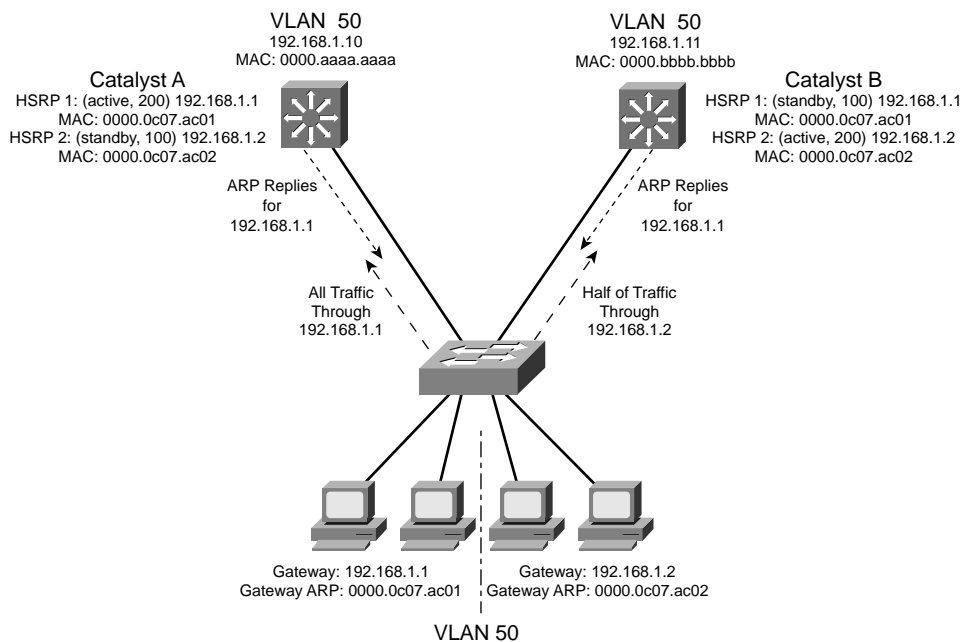 VLAN 50
192.168.1.10
MAC: 0000.aaaa.aaaa
VLAN 50
192.168.1.11
MAC: 0000.bbbb.bbbb
Catalyst A
HSRP 1: (active, 200) 192.168.1.1
MAC: 0000.0c07.ac01
HSRP 2: (standby, 100) 192.168.1.2
MAC: 0000.0c07.ac02
Catalyst B
HSRP 1: (standby, 100) 192.168.1.1
MAC: 0000.0c07.ac01
HSRP 2: (active, 200) 192.168.1.2
MAC: 0000.0c07.ac02
ARP Replies
for
192.168.1.1
ARP Replies
for
192.168.1.1
All Traffic
Through
192.168.1.1
Half of Traffic
Through
192.168.1.2
Gateway: 192.168.1.1
Gateway ARP: 0000.0c07.ac01
Gateway: 192.168.1.2
Gateway ARP: 0000.0c07.ac02
VLAN 50